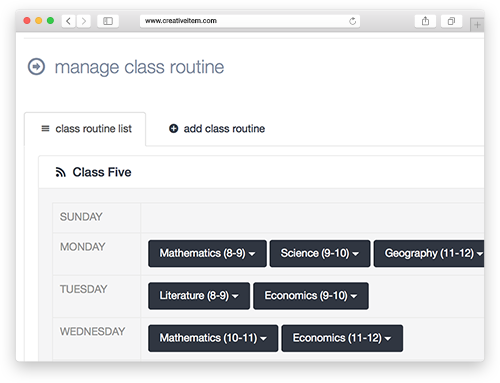 www.creativeitem.com
manage class routine
class routine list
add class routine
Class Five
SUNDAY
MONDAY
Mathematics (8-9) Science (9-10) Geography (11-12)
TUESDAY
Literature (8-9) Economics (9-10)
WEDNESDAY
Mathematics (10-11) Economics (11-12)